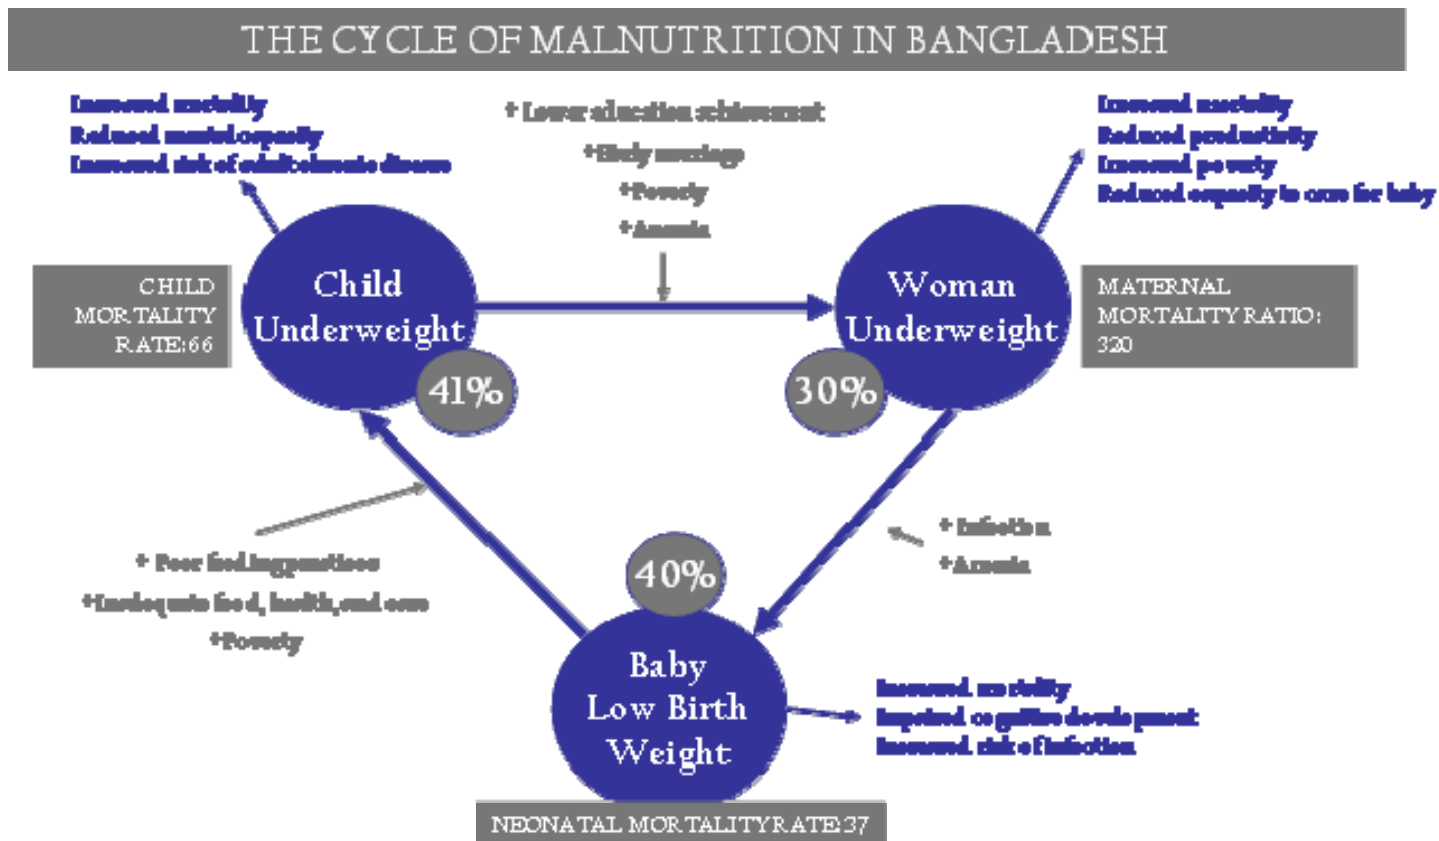 THE CYCLE OF MALNUTRITION IN BANGLADESH
Increased mortality
Reduced mental capacity
Increased risk of adult chronic disease
+ Lower education achievement
+Early marriage
+Poverty
+Anemia
Increased mortality
Reduced productivity
Increased poverty
Reduced capacity to care for baby
CHILD
MORTALITY
RATE:66
Child
Underweight
41%
Woman
Underweight
30%
MATERNAL
MORTALITY RATIO:
320
+ Poor feeding practices
+Inadequate food, health, and care
+Poverty
+ Infection
+Anemia
40%
Baby
Low Birth
Weight
Increased mortality
Impaired cognitive development
Increased risk of infection
NEONATAL MORTALITY RATE:37